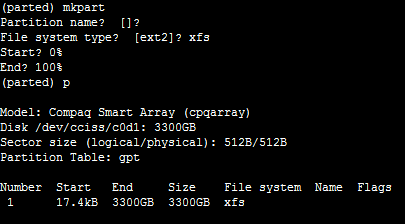 (parted) mkpart
Partition name?  []?
File system type?  [ext2]? xfs
Start? 0%
End? 100%
(parted) p
Model: Compaq Smart Array (cpqarray)
Disk /dev/cciss/c0d1: 3300GB
Sector size (logical/physical): 512B/512B
Partition Table: gpt
Number  Start   End     Size    File system  Name  Flags
 1      17.4kB  3300GB  3300GB  xfs